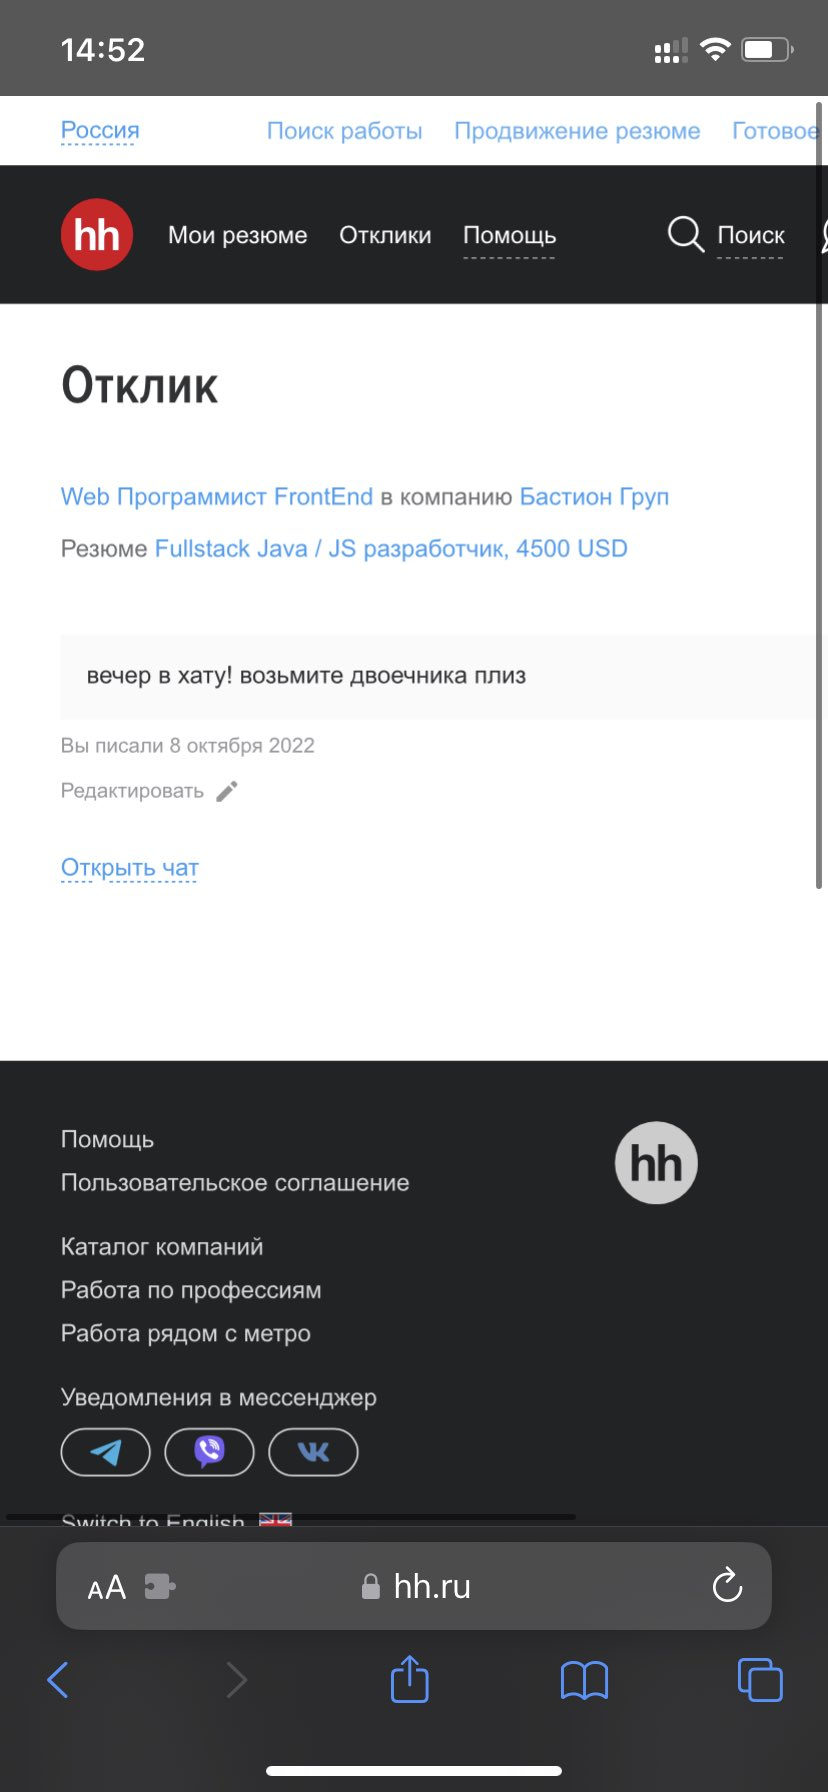 14:52
Россия Поиск работы Продвижение резюме Готовое
hh Мои резюме Отклики Помощь Поиск
Отклик
Web Программист FrontEnd в компанию Бастион Груп
Резюме Fullstack Java / JS разработчик, 4500 USD
вечер в хату! возьмите двоечника плиз
Вы писали 8 октября 2022
Редактировать
Открыть чат
Помощь
hh
Пользовательское соглашение
Каталог компаний
Работа по профессиям
Работа рядом с метро
Уведомления в мессенджер
Switch to English
AA hh.ru